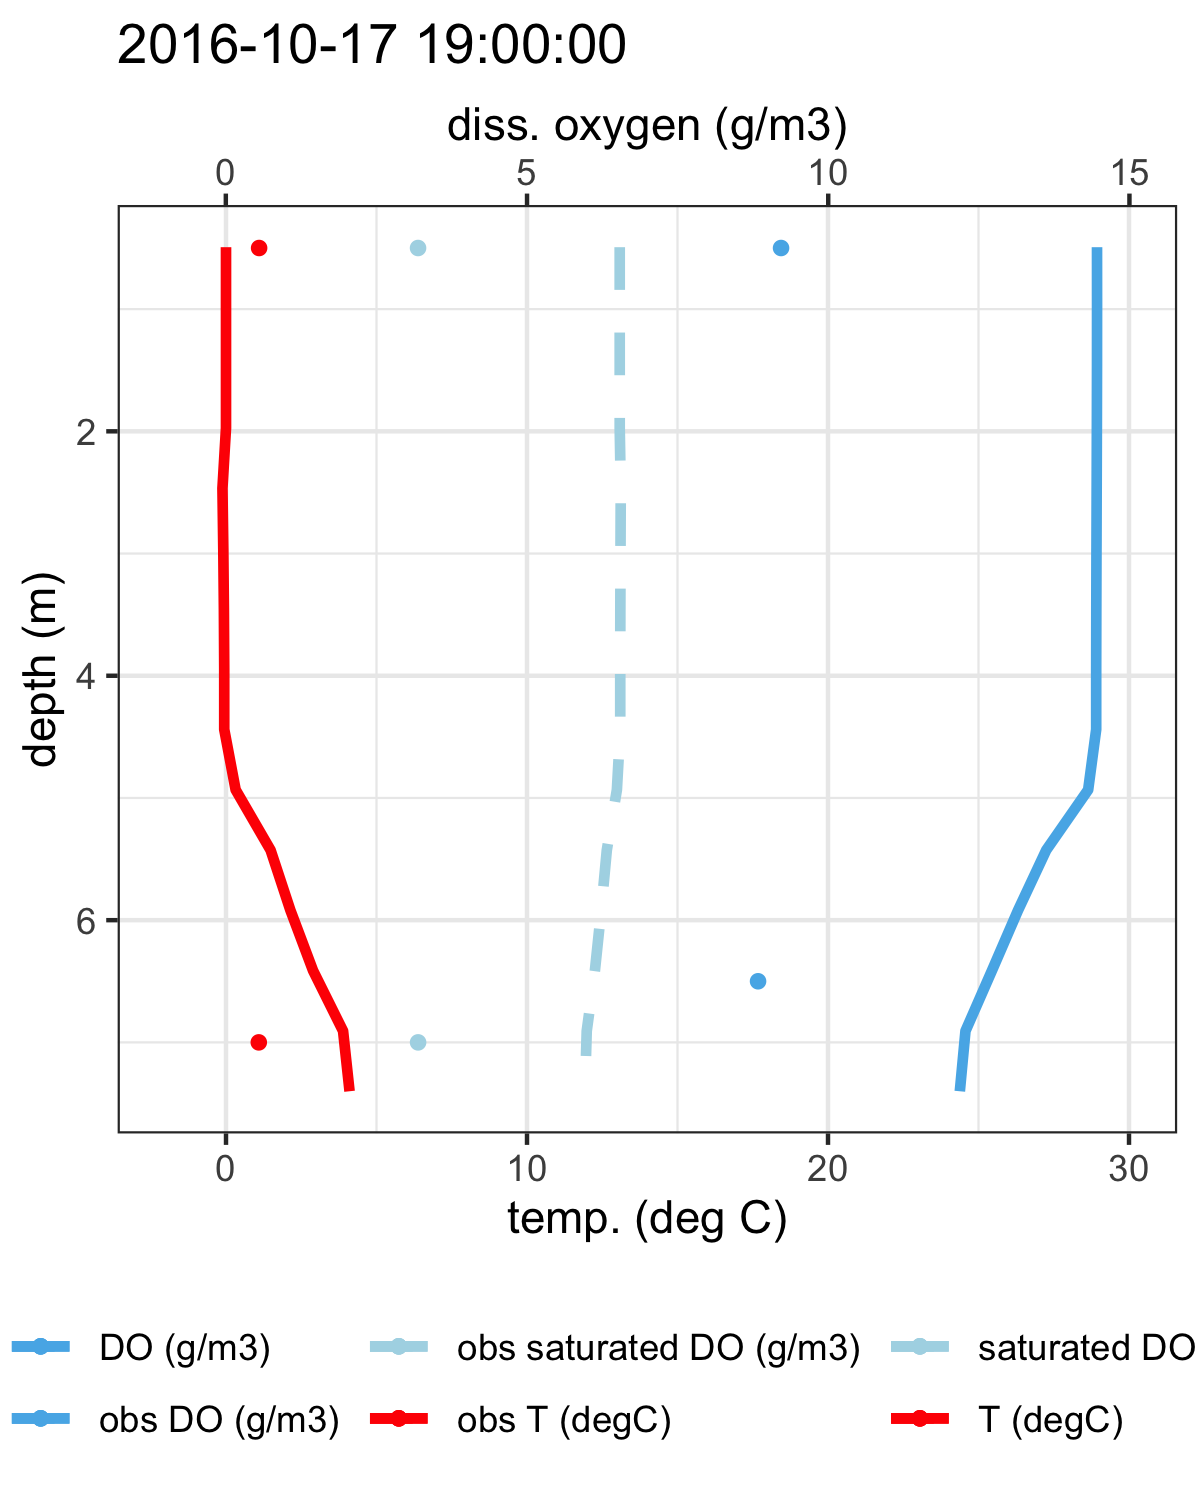 2016-10-17 19:00:00
diss. oxygen (g/m3)
0 5 10 15
2
4
6
depth (m)
0 10 20 30
temp. (deg C)
DO (g/m3) obs saturated DO (g/m3) saturated DO
obs DO (g/m3) obs T (degC) T (degC)